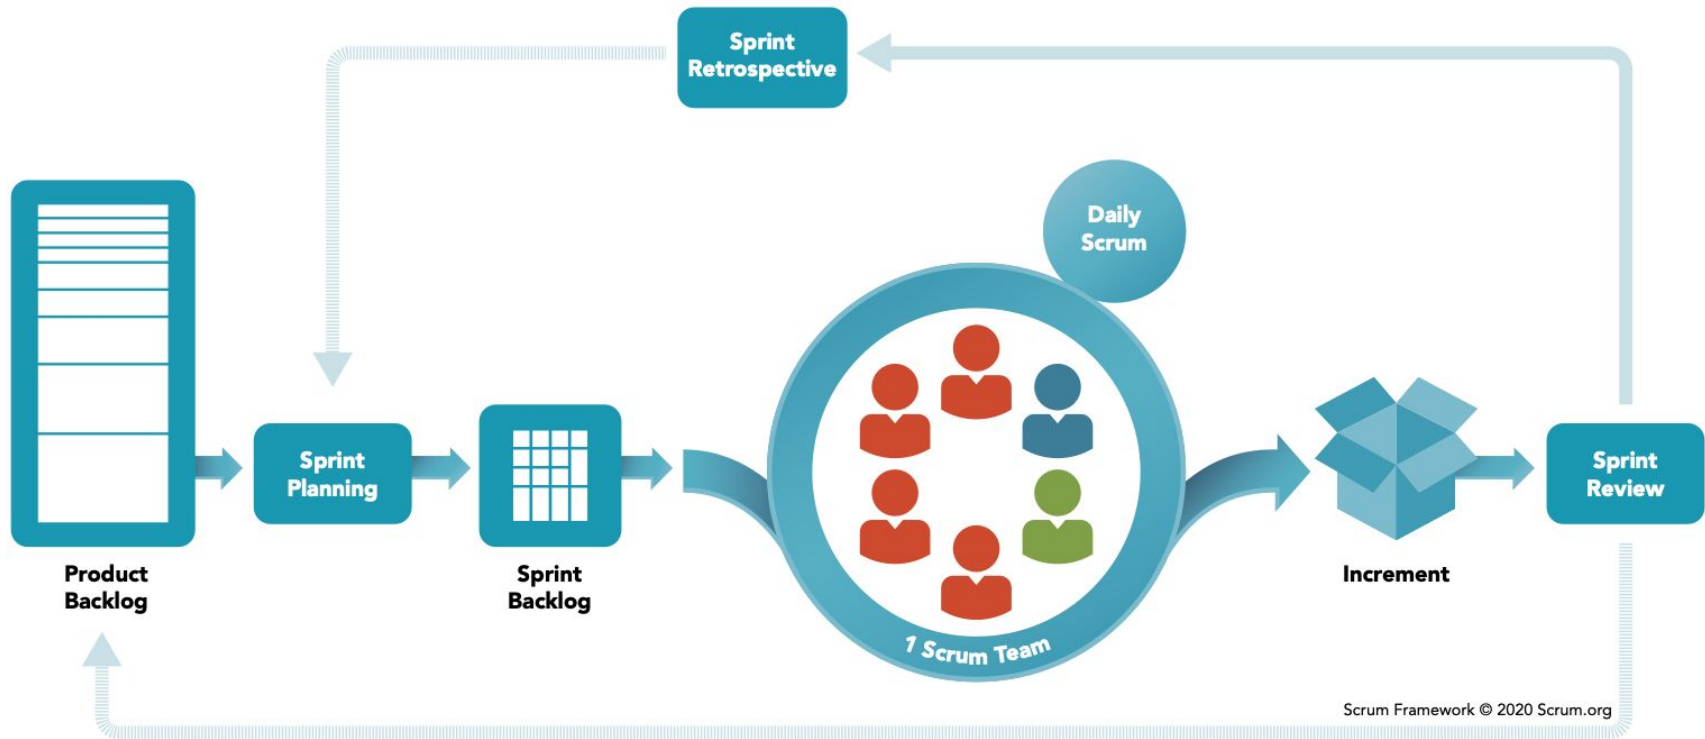 Sprint
Retrospective
Daily
Scrum
Sprint
Planning
Sprint
Review
Product
Backlog
Sprint
Backlog
Increment
1 Scrum Team
Scrum Framework © 2020 Scrum.org